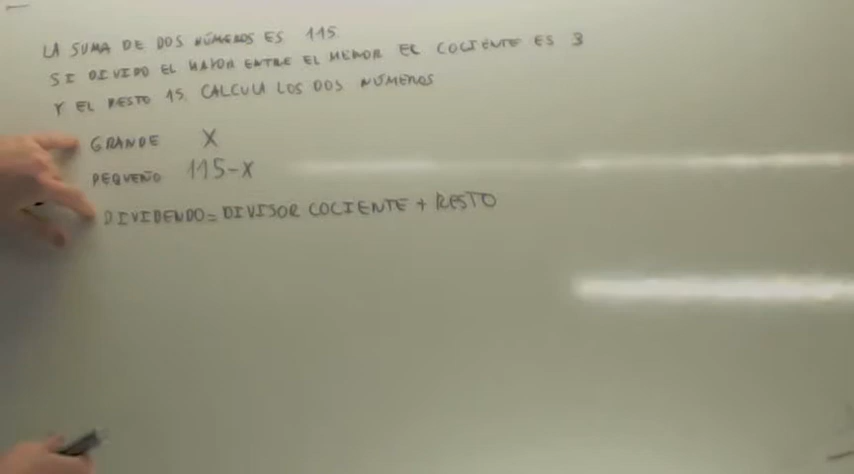 LA SUMA DE DOS NÚMEROS ES 115.
SI DIVIDO EL MAYOR ENTRE EL MENOR EL COCIENTE ES 3
Y EL RESTO 15. CALCULA LOS DOS NÚMEROS
GRANDE X
PEQUEÑO 115-X
DIVIDENDO = DIVISOR COCIENTE + RESTO